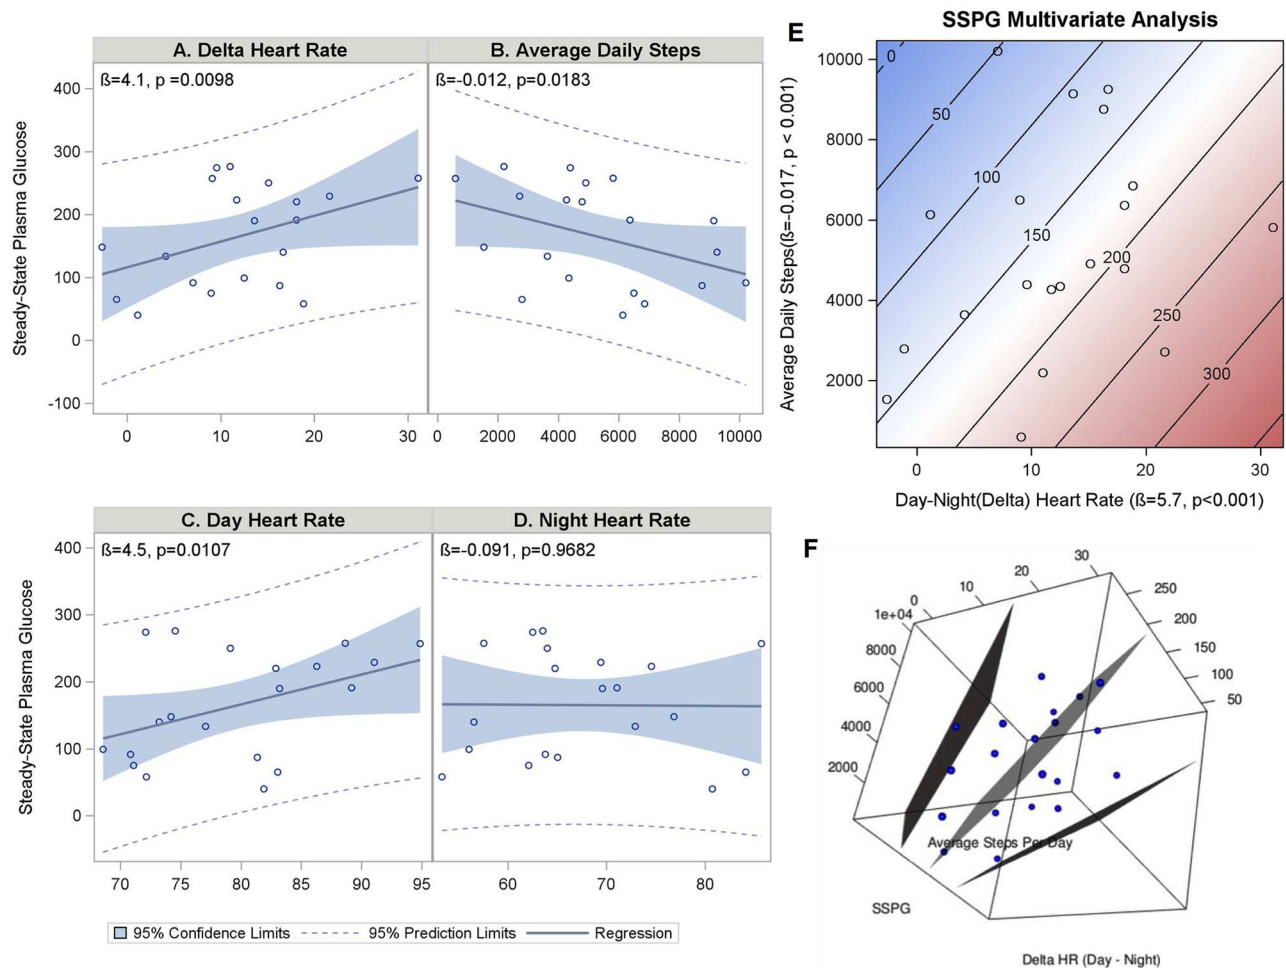 A. Delta Heart Rate
B. Average Daily Steps
ß=4.1, p =0.0098
ß=-0.012, p=0.0183
Steady-State Plasma Glucose
400
300
200
100
0
-100
0 10 20 30
0 2000 4000 6000 8000 10000
C. Day Heart Rate
D. Night Heart Rate
ß=4.5, p=0.0107
ß=-0.091, p=0.9682
Steady-State Plasma Glucose
400
300
200
100
0
70 75 80 85 90 95
60 70 80
95% Confidence Limits 95% Prediction Limits Regression
E
SSPG Multivariate Analysis
Average Daily Steps(ß=-0.017, p < 0.001)
10000
8000
6000
4000
2000
0
50
100
150
200
250
300
0 10 20 30
Day-Night(Delta) Heart Rate (ß=5.7, p<0.001)
F
0 10 20 30
1e+04
8000
6000
4000
2000
250
200
150
100
50
Average Steps Per Day
SSPG
Delta HR (Day - Night)